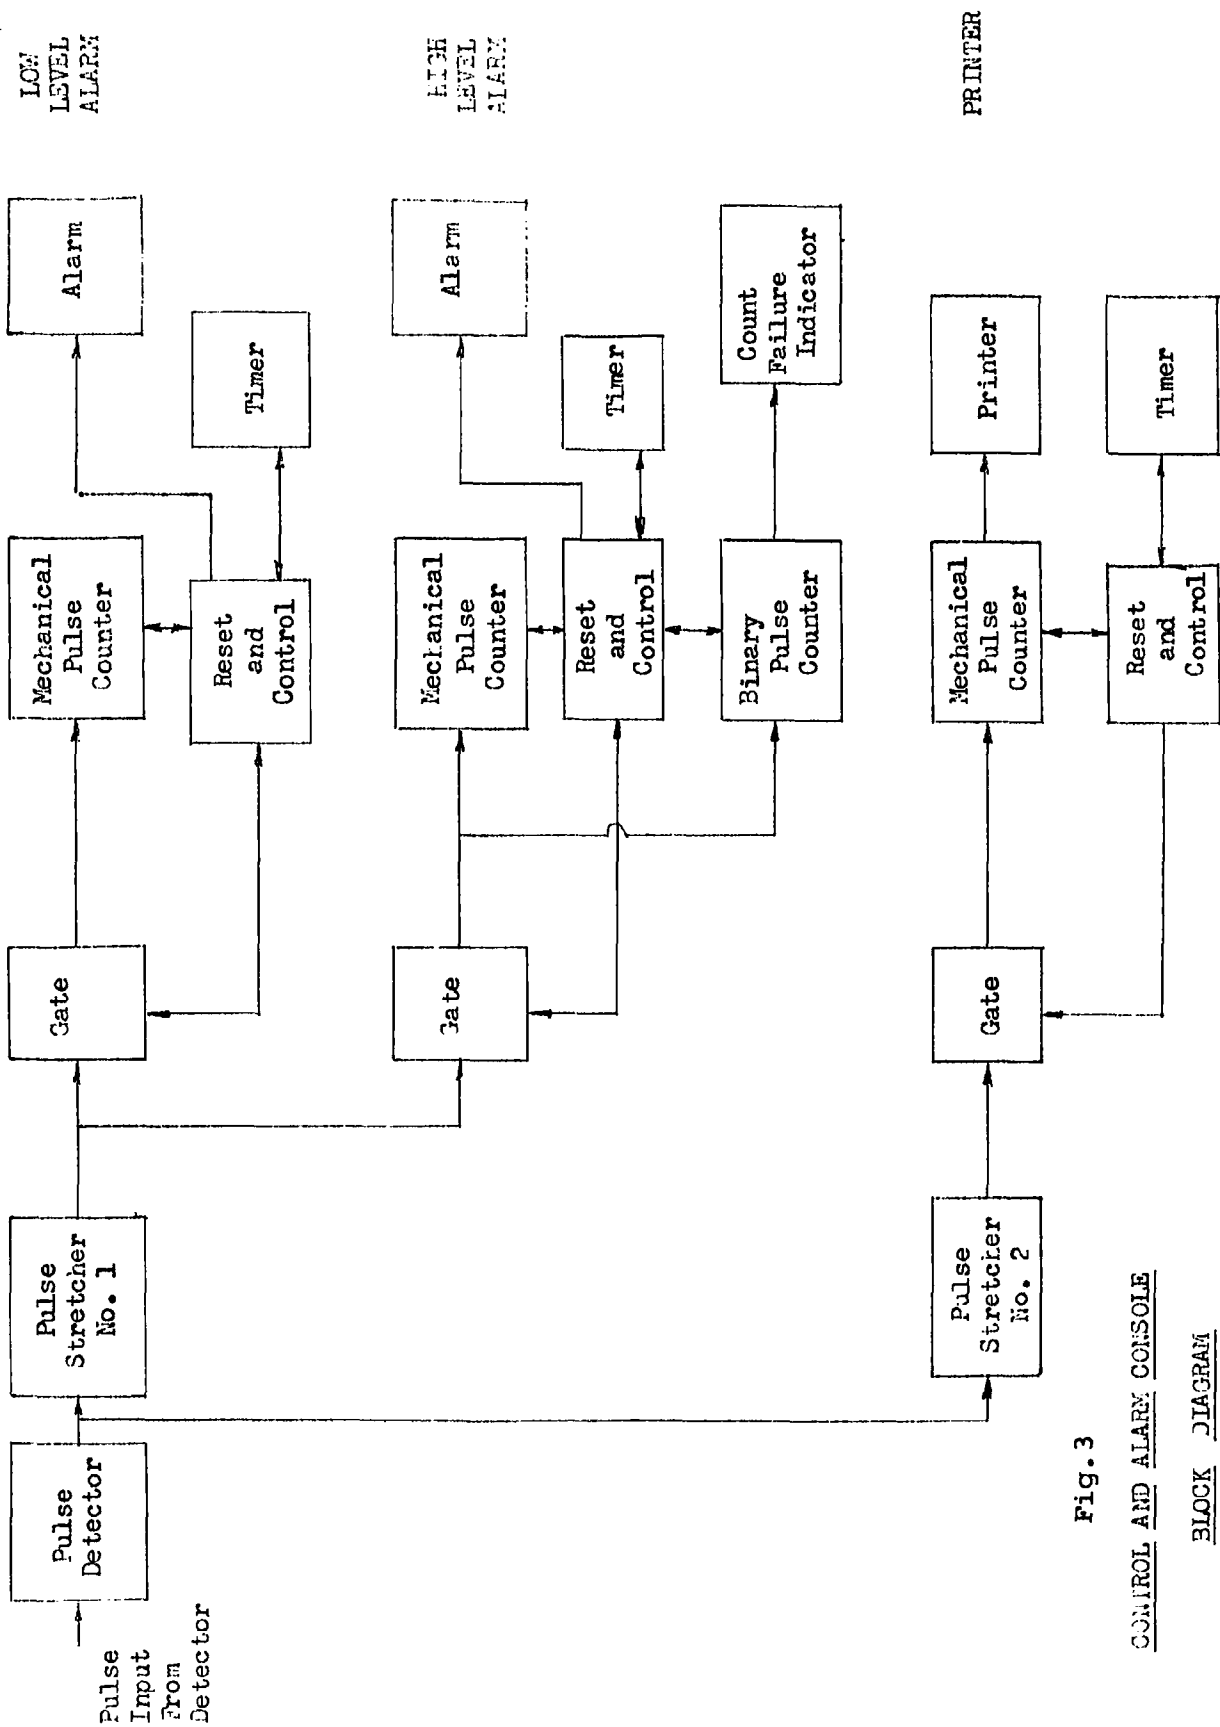 Pulse
Input
From
Detector
Pulse
Detector
Pulse
Stretcher
No. 1
Gate
Mechanical
Pulse
Counter
Reset
and
Control
Alarm
Timer
LOW
LEVEL
ALARM
Gate
Mechanical
Pulse
Counter
Reset
and
Control
Binary
Pulse
Counter
Alarm
Timer
Count
Failure
Indicator
HIGH
LEVEL
ALARM
Pulse
Stretcher
No. 2
Gate
Mechanical
Pulse
Counter
Reset
and
Control
Printer
Timer
PRINTER
Fig.3
CONTROL AND ALARM CONSOLE
BLOCK DIAGRAM